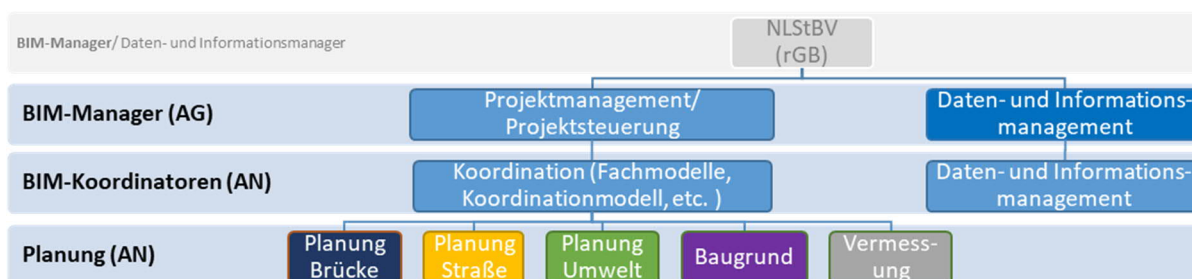 BIM-Manager/ Daten- und Informationsmanager
NLStBV
(rGB)
BIM-Manager (AG)
Projektmanagement/
Projektsteuerung
Daten- und Informations-
management
BIM-Koordinatoren (AN)
Koordination (Fachmodelle,
Koordinationmodell, etc. )
Daten- und Informations-
management
Planung (AN)
Planung
Brücke
Planung
Straße
Planung
Umwelt
Baugrund
Vermess-
ung